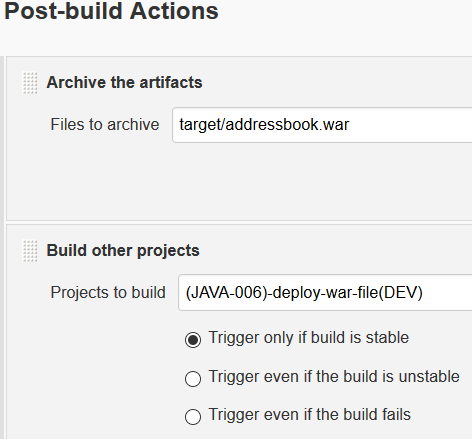 Post-build Actions
Archive the artifacts
Files to archive target/addressbook.war
Build other projects
Projects to build (JAVA-006)-deploy-war-file(DEV)
Trigger only if build is stable
Trigger even if the build is unstable
Trigger even if the build fails